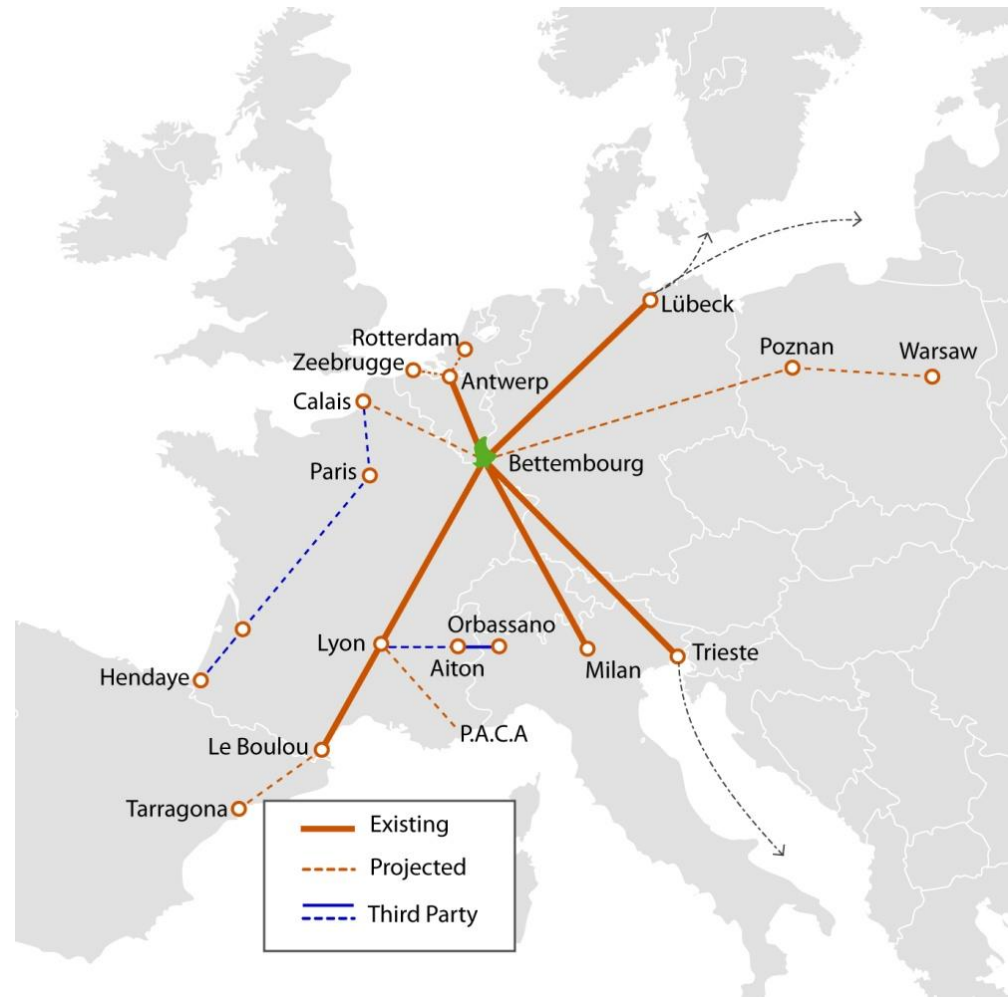 Lübeck
Rotterdam
Poznan
Warsaw
Zeebrugge
Antwerp
Calais
Bettembourg
Paris
Orbassano
Lyon
Aiton
Milan
Trieste
Hendaye
P.A.C.A
Le Boulou
Tarragona
Existing
Projected
Third Party